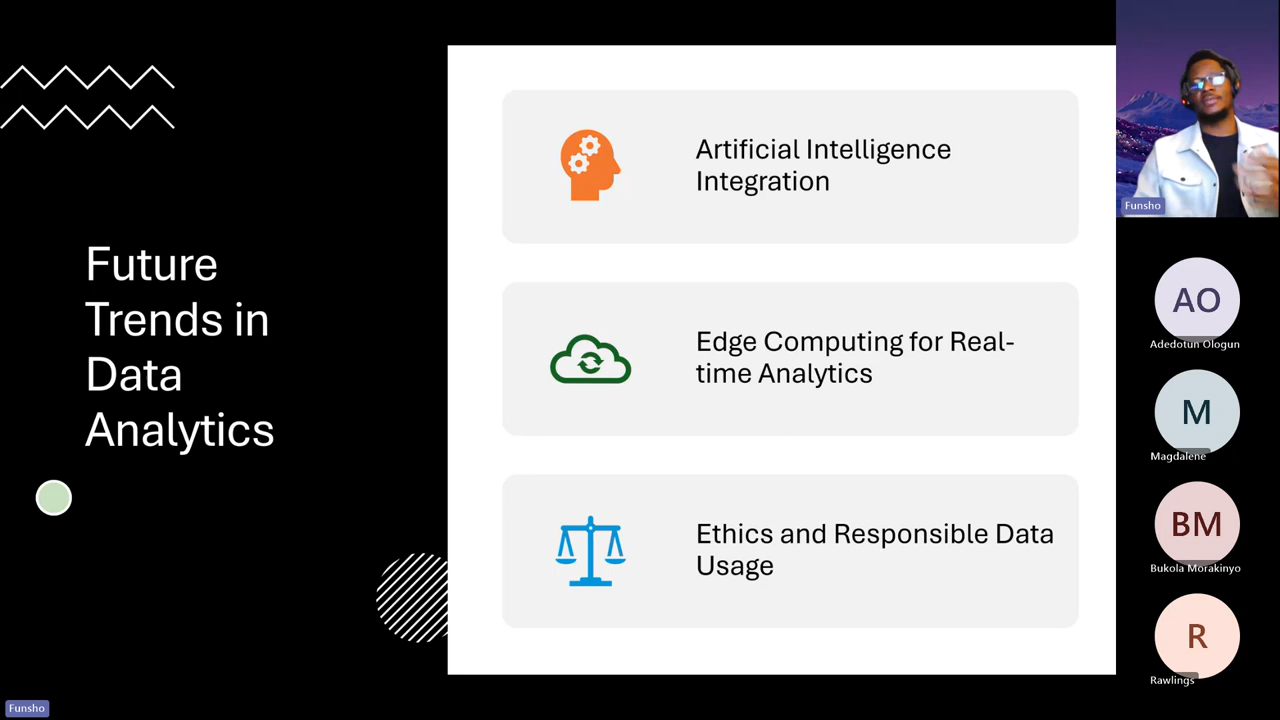 Future
Trends in
Data
Analytics
Artificial Intelligence
Integration
Edge Computing for Real-
time Analytics
Ethics and Responsible Data
Usage
Funsho
AO
Adedotun Ologun
M
Magdalene
BM
Bukola Morakinyo
R
Rawlings
Funsho